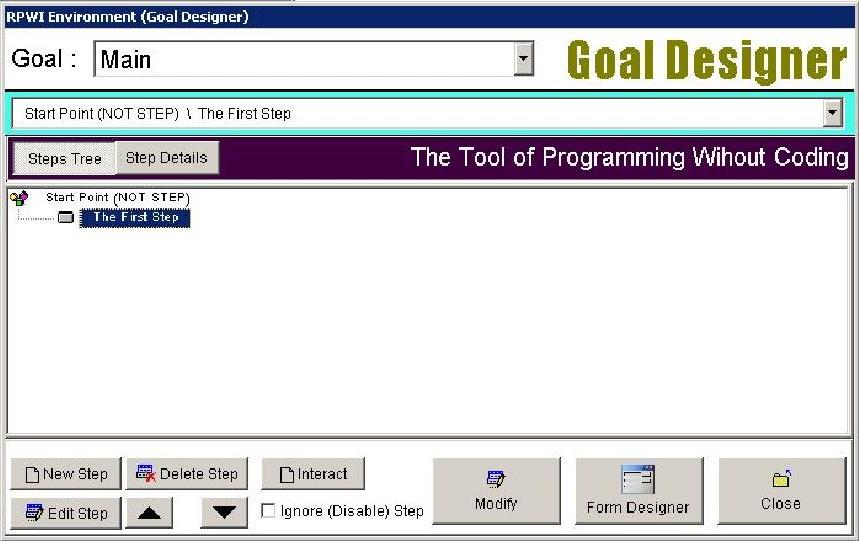 RPWI Environment (Goal Designer)
Goal : Main
Goal Designer
Start Point (NOT STEP) \ The First Step
Steps Tree Step Details The Tool of Programming Wihout Coding
Start Point (NOT STEP)
The First Step
New Step Delete Step Interact
Edit Step Ignore (Disable) Step
Modify Form Designer Close